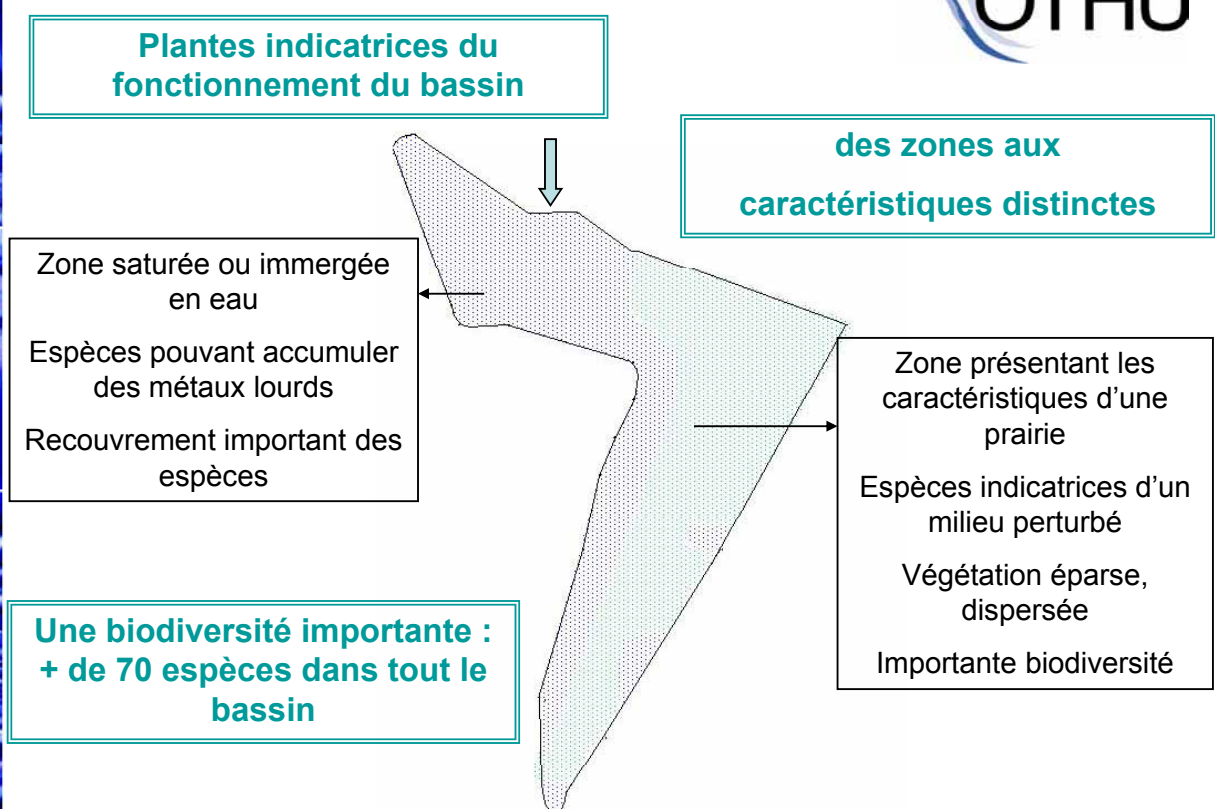 OTHU
Plantes indicatrices du
fonctionnement du bassin
des zones aux
caractéristiques distinctes
Zone saturée ou immergée
en eau
Espèces pouvant accumuler
des métaux lourds
Recouvrement important des
espèces
Zone présentant les
caractéristiques d’une
prairie
Espèces indicatrices d’un
milieu perturbé
Végétation éparse,
dispersée
Importante biodiversité
Une biodiversité importante :
+ de 70 espèces dans tout le
bassin